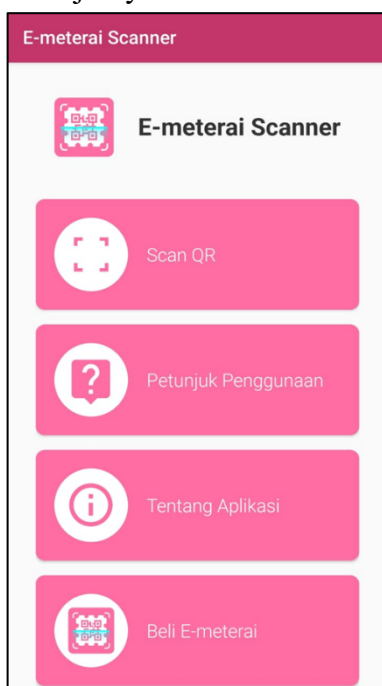 E-meterai Scanner
E-meterai Scanner
Scan QR
Petunjuk Penggunaan
Tentang Aplikasi
Beli E-meterai